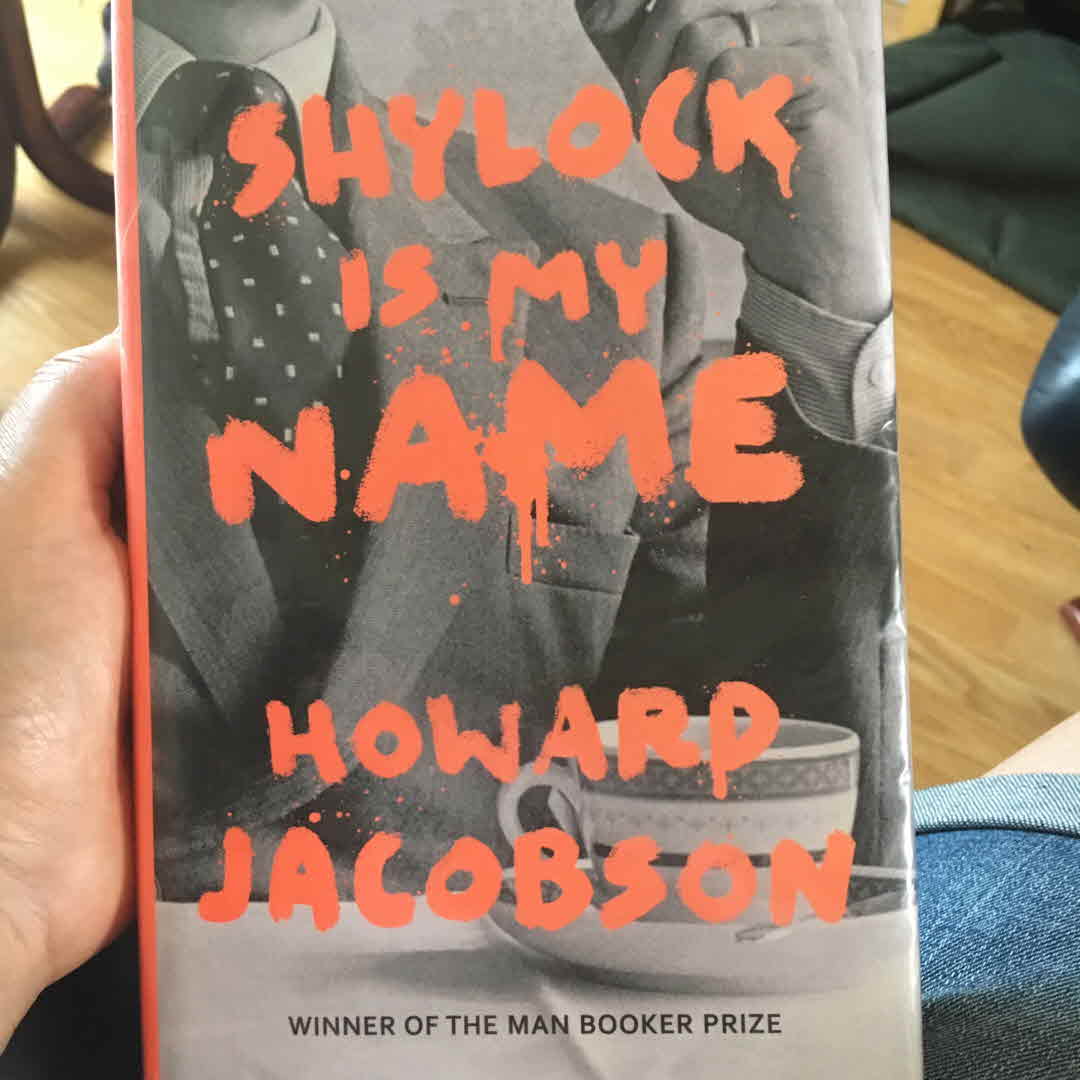 SHYLOCK
IS MY
NAME
HOWARD
JACOBSON
WINNER OF THE MAN BOOKER PRIZE